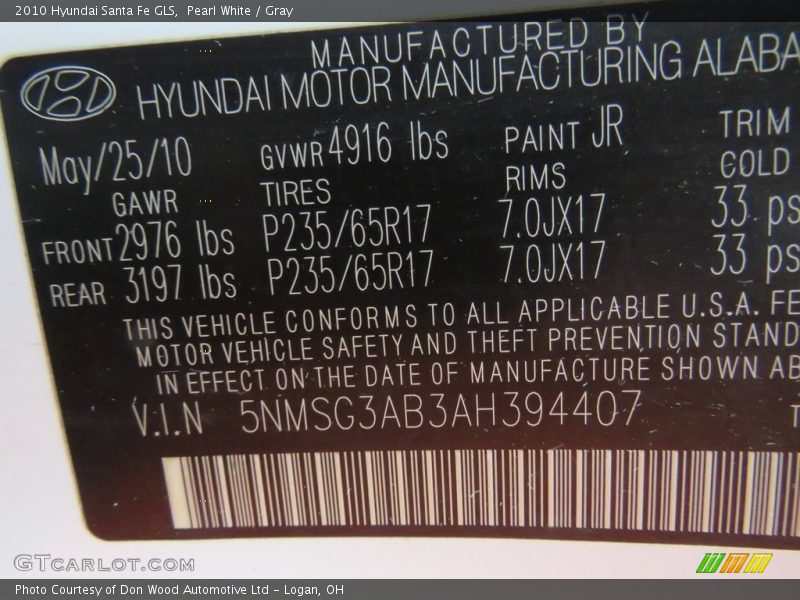 2010 Hyundai Santa Fe GLS, Pearl White / Gray
MANUFACTURED BY
HYUNDAI MOTOR MANUFACTURING ALABA
May/25/10 GVWR 4916 lbs PAINT JR TRIM
GAWR TIRES RIMS COLD
FRONT 2976 lbs P235/65R17 7.0JX17 33 ps
REAR 3197 lbs P235/65R17 7.0JX17 33 ps
THIS VEHICLE CONFORMS TO ALL APPLICABLE U.S.A. FE
MOTOR VEHICLE SAFETY AND THEFT PREVENTION STAND
IN EFFECT ON THE DATE OF MANUFACTURE SHOWN AB
V.I.N 5NMSG3AB3AH394407 T
GTCARLOT.COM
Photo Courtesy of Don Wood Automotive Ltd - Logan, OH